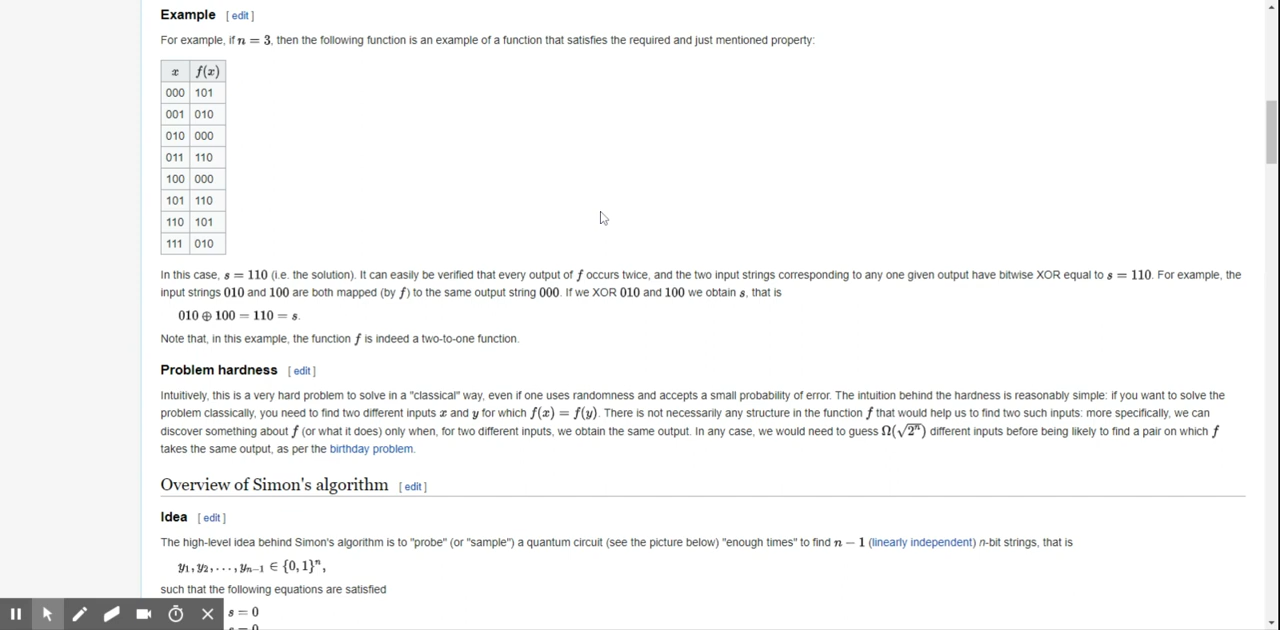 Example [ edit ]
For example, if n = 3, then the following function is an example of a function that satisfies the required and just mentioned property:
x f(x)
000 101
001 010
010 000
011 110
100 000
101 110
110 101
111 010
In this case, s = 110 (i.e. the solution). It can easily be verified that every output of f occurs twice, and the two input strings corresponding to any one given output have bitwise XOR equal to s = 110. For example, the
input strings 010 and 100 are both mapped (by f) to the same output string 000. If we XOR 010 and 100 we obtain s, that is
010 ⊕ 100 = 110 = s.
Note that, in this example, the function f is indeed a two-to-one function.
Problem hardness [ edit ]
Intuitively, this is a very hard problem to solve in a "classical" way, even if one uses randomness and accepts a small probability of error. The intuition behind the hardness is reasonably simple: if you want to solve the
problem classically, you need to find two different inputs x and y for which f(x) = f(y). There is not necessarily any structure in the function f that would help us to find two such inputs: more specifically, we can
discover something about f (or what it does) only when, for two different inputs, we obtain the same output. In any case, we would need to guess Ω(√2ⁿ) different inputs before being likely to find a pair on which f
takes the same output, as per the birthday problem.
Overview of Simon's algorithm [ edit ]
Idea [ edit ]
The high-level idea behind Simon's algorithm is to "probe" (or "sample") a quantum circuit (see the picture below) "enough times" to find n − 1 (linearly independent) n-bit strings, that is
y₁, y₂, . . . , yₙ₋₁ ∈ {0, 1}ⁿ,
such that the following equations are satisfied
s = 0